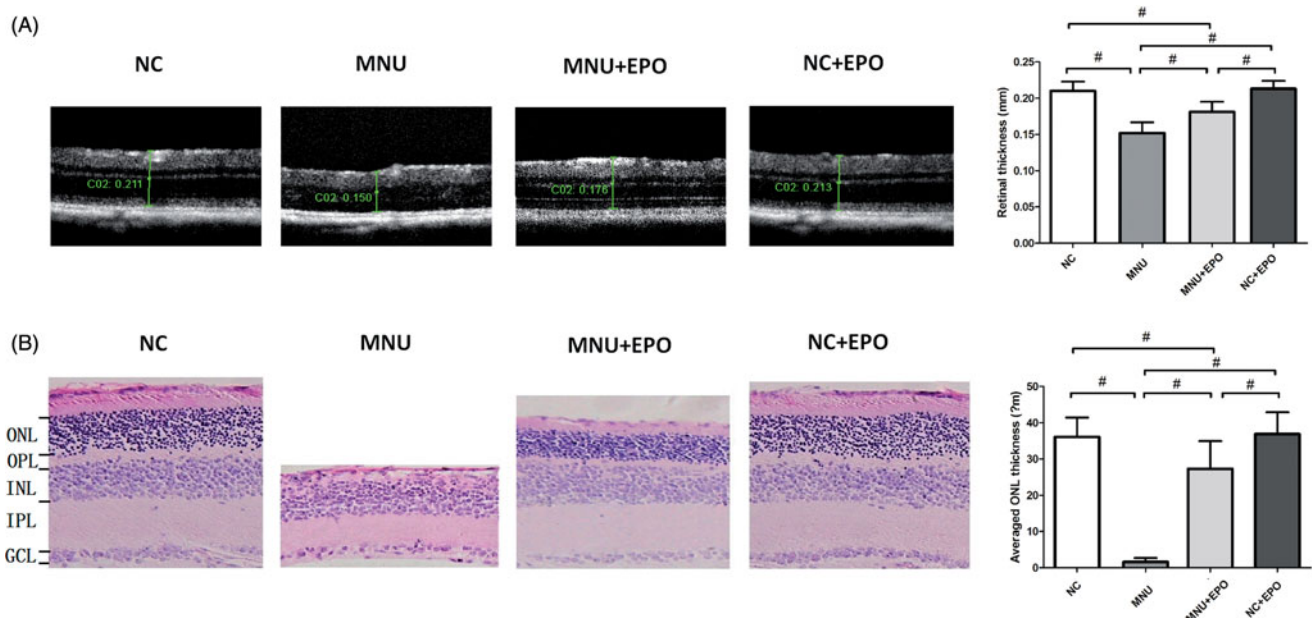 (A)
NC
MNU
MNU+EPO
NC+EPO
C02: 0.211
C02: 0.150
C02: 0.176
C02: 0.213
#
#
# # #
Retinal thickness (mm)
0.25
0.20
0.15
0.10
0.05
0.00
NC
MNU
MNU+EPO
NC+EPO
(B)
NC
MNU
MNU+EPO
NC+EPO
ONL
OPL
INL
IPL
GCL
#
#
# # #
Averaged ONL thickness (?m)
50
40
30
20
10
0
NC
MNU
MNU+EPO
NC+EPO